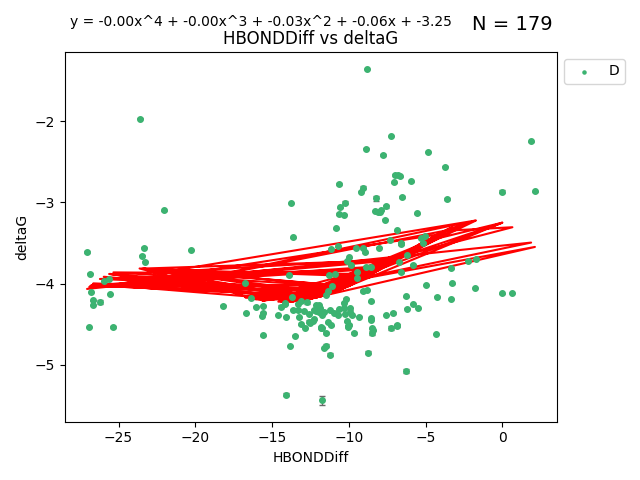 y = -0.00x^4 + -0.00x^3 + -0.03x^2 + -0.06x + -3.25
N = 179
HBONDDiff vs deltaG
D
deltaG
−2
−3
−4
−5
−25
−20
−15
−10
−5
0
HBONDDiff